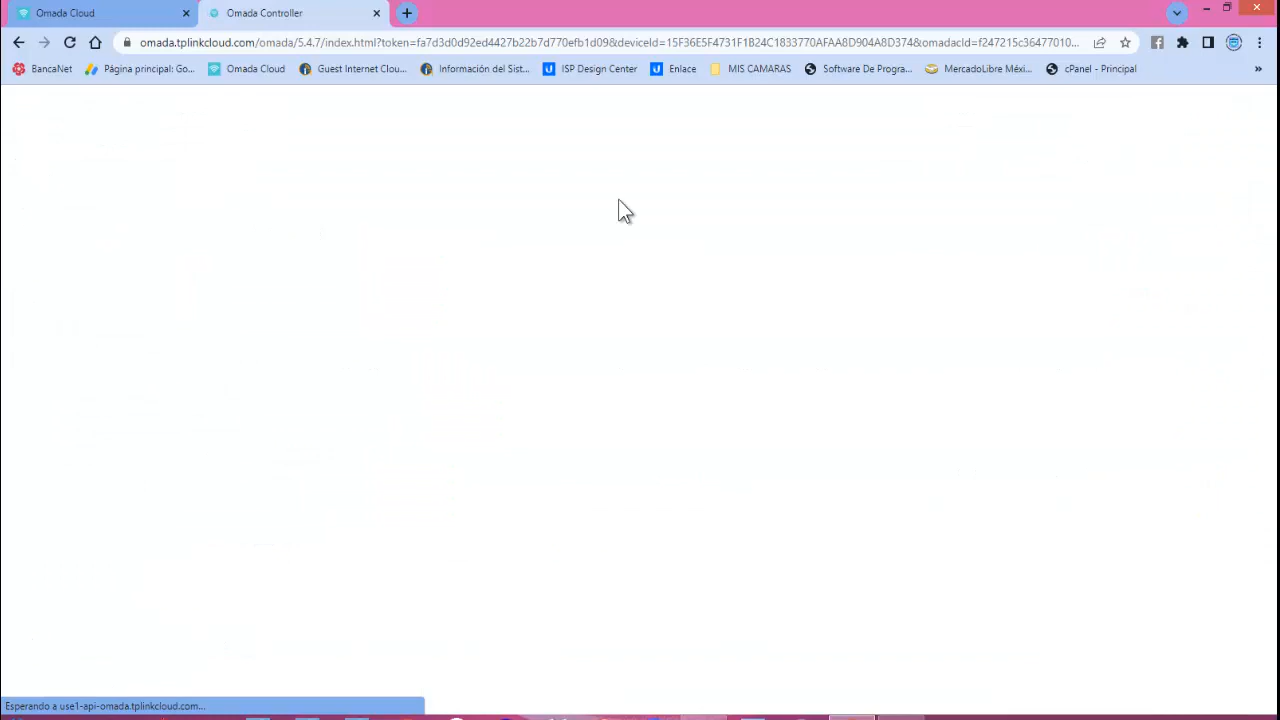 Omada Cloud
Omada Controller
omada.tplinkcloud.com/omada/5.4.7/index.html?token=fa7d3d0d92ed4427b22b7d770efb1d09&deviceId=15F36E5F4731F1B24C1833770AFAA8D904A8D374&omadacId=f247215c36477010...
BancaNet
Página principal: Go...
Omada Cloud
Guest Internet Clou...
Información del Sist...
ISP Design Center
Enlace
MIS CAMARAS
Software De Progra...
MercadoLibre Méxi...
cPanel - Principal
»
Esperando a use1-api-omada.tplinkcloud.com...